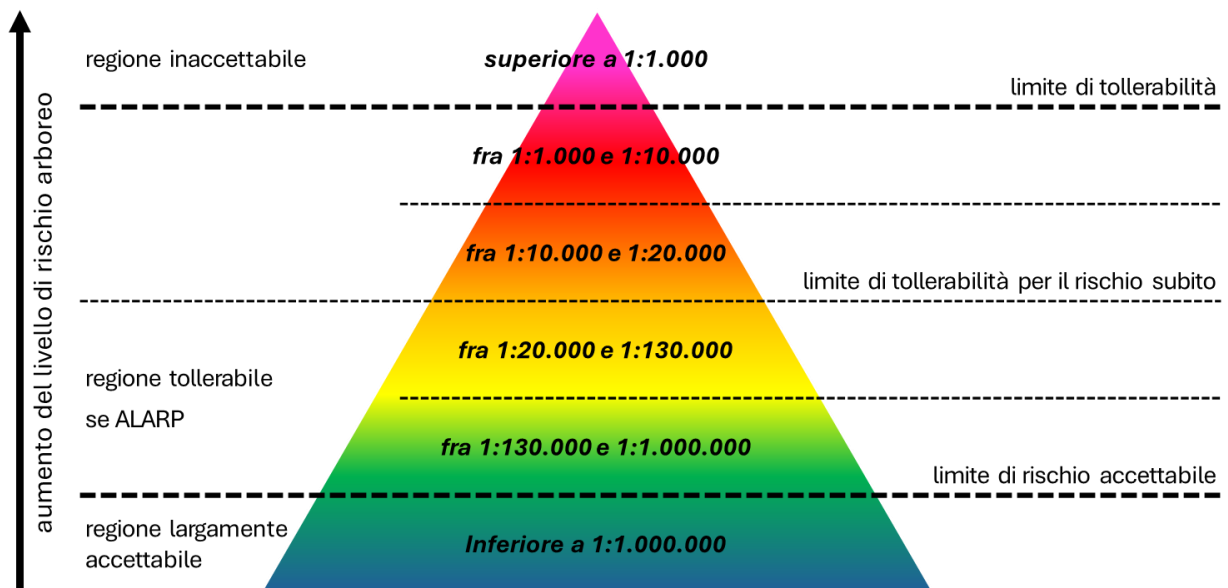 aumento del livello di rischio arboreo
regione inaccettabile
superiore a 1:1.000
limite di tollerabilità
fra 1:1.000 e 1:10.000
fra 1:10.000 e 1:20.000
limite di tollerabilità per il rischio subito
fra 1:20.000 e 1:130.000
regione tollerabile
se ALARP
fra 1:130.000 e 1:1.000.000
limite di rischio accettabile
regione largamente
accettabile
Inferiore a 1:1.000.000